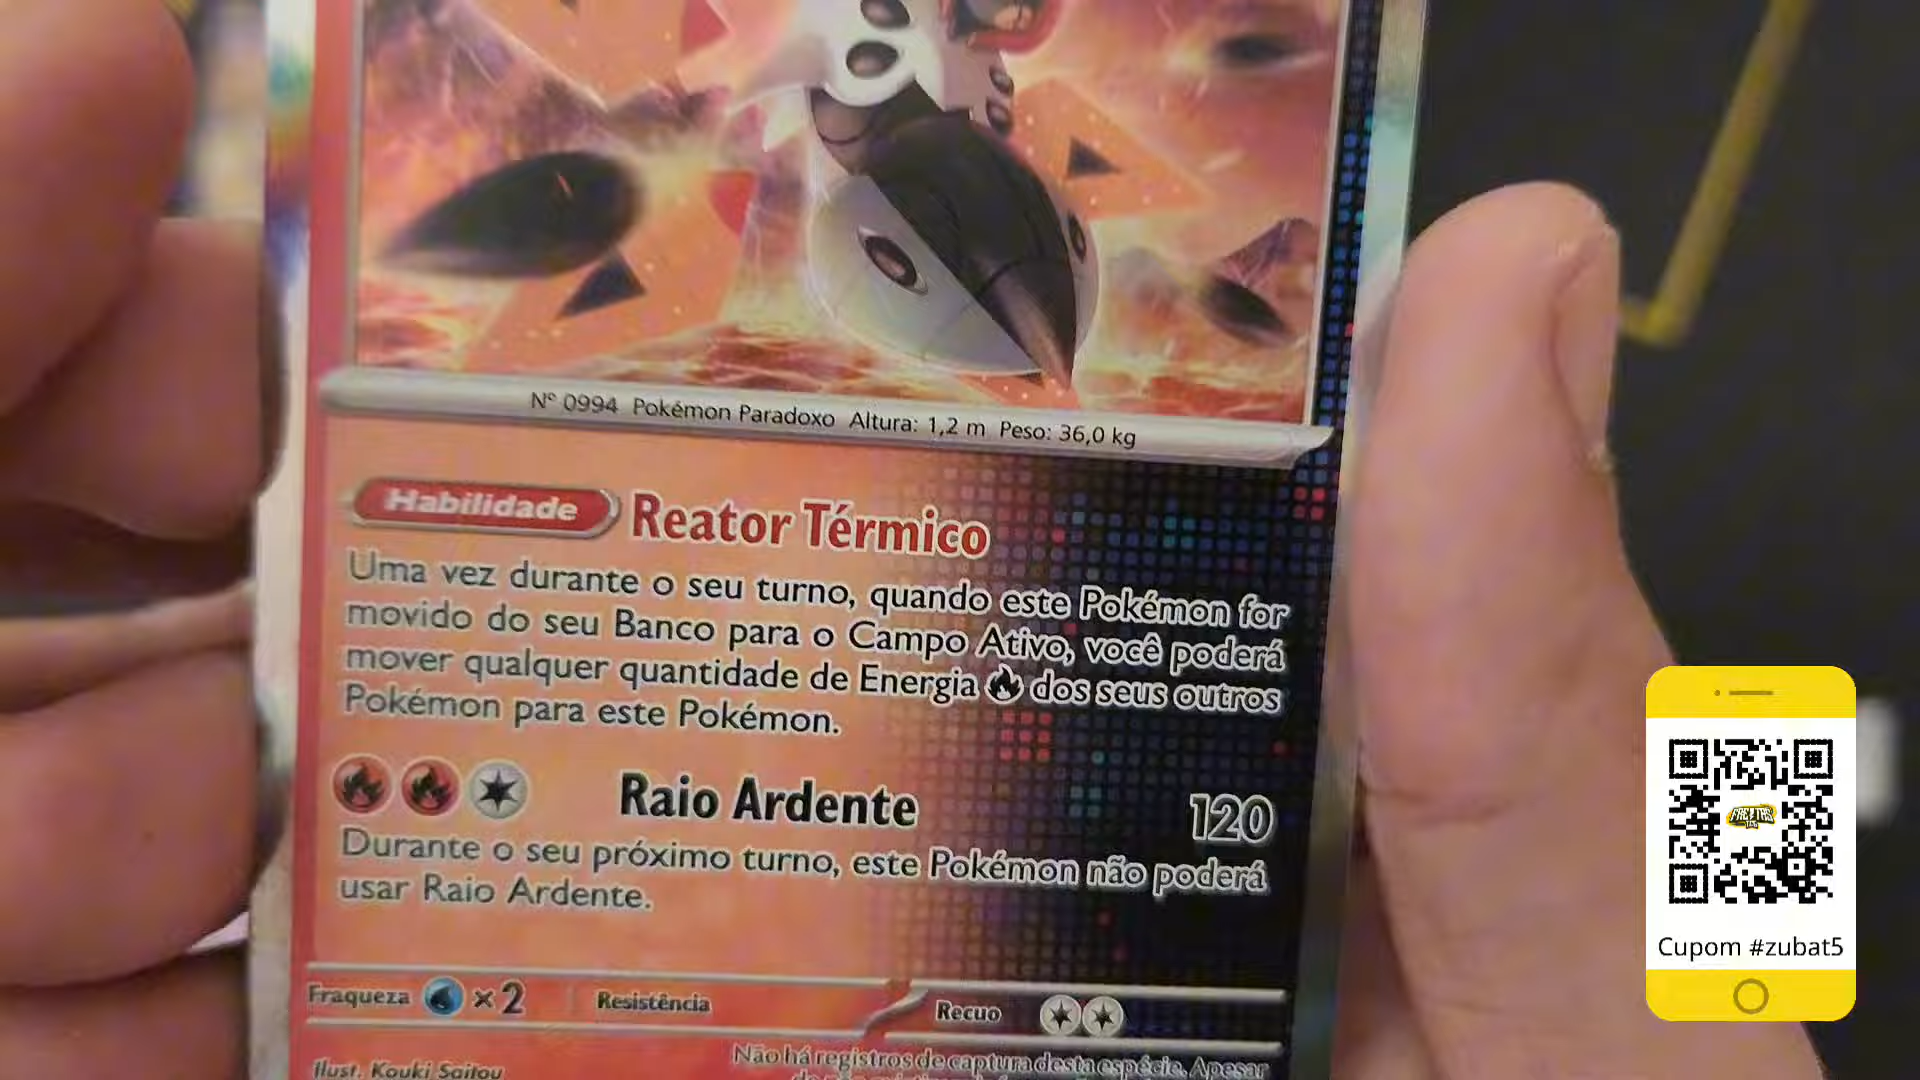 Nº 0994 Pokémon Paradoxo Altura: 1,2 m Peso: 36,0 kg
Habilidade Reator Térmico
Uma vez durante o seu turno, quando este Pokémon for
movido do seu Banco para o Campo Ativo, você poderá
mover qualquer quantidade de Energia dos seus outros
Pokémon para este Pokémon.
Raio Ardente 120
Durante o seu próximo turno, este Pokémon não poderá
usar Raio Ardente.
Fraqueza ×2 Resistência Recuo
Ilust. Kouki Saitou
Não há registros de captura desta espécie. Apesar
FREITAS
TCG
Cupom #zubat5